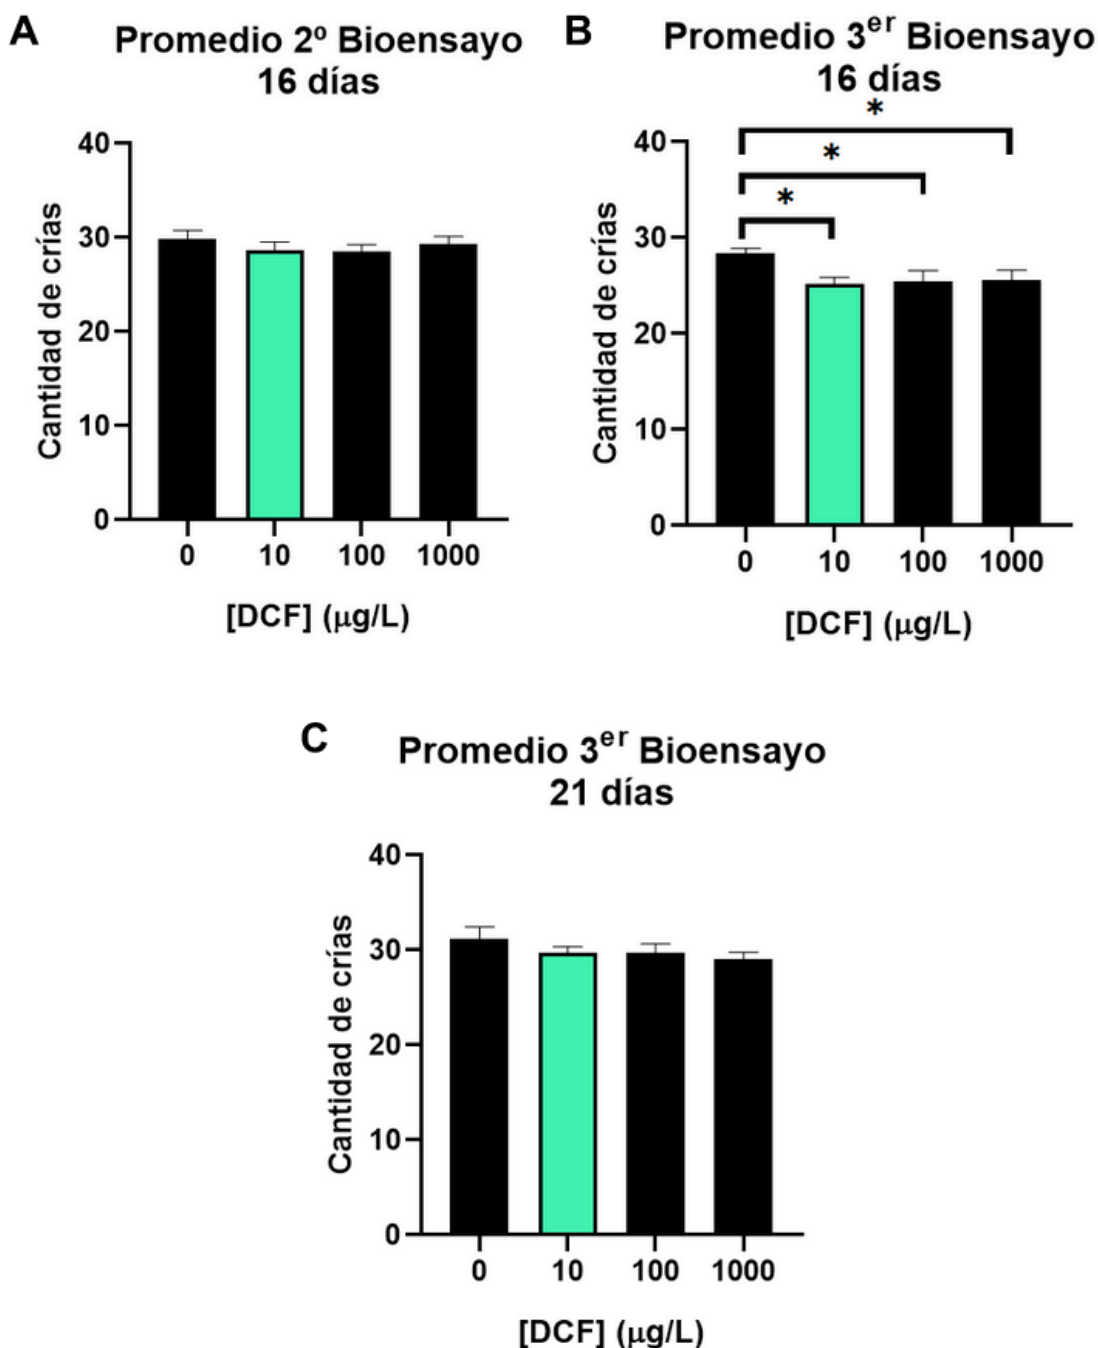 A
Promedio 2º Bioensayo
16 días
Cantidad de crías
40
30
20
10
0
0 10 100 1000
[DCF] (μg/L)
B
Promedio 3er Bioensayo
16 días
*
*
*
Cantidad de crías
40
30
20
10
0
0 10 100 1000
[DCF] (μg/L)
C
Promedio 3er Bioensayo
21 días
Cantidad de crías
40
30
20
10
0
0 10 100 1000
[DCF] (μg/L)